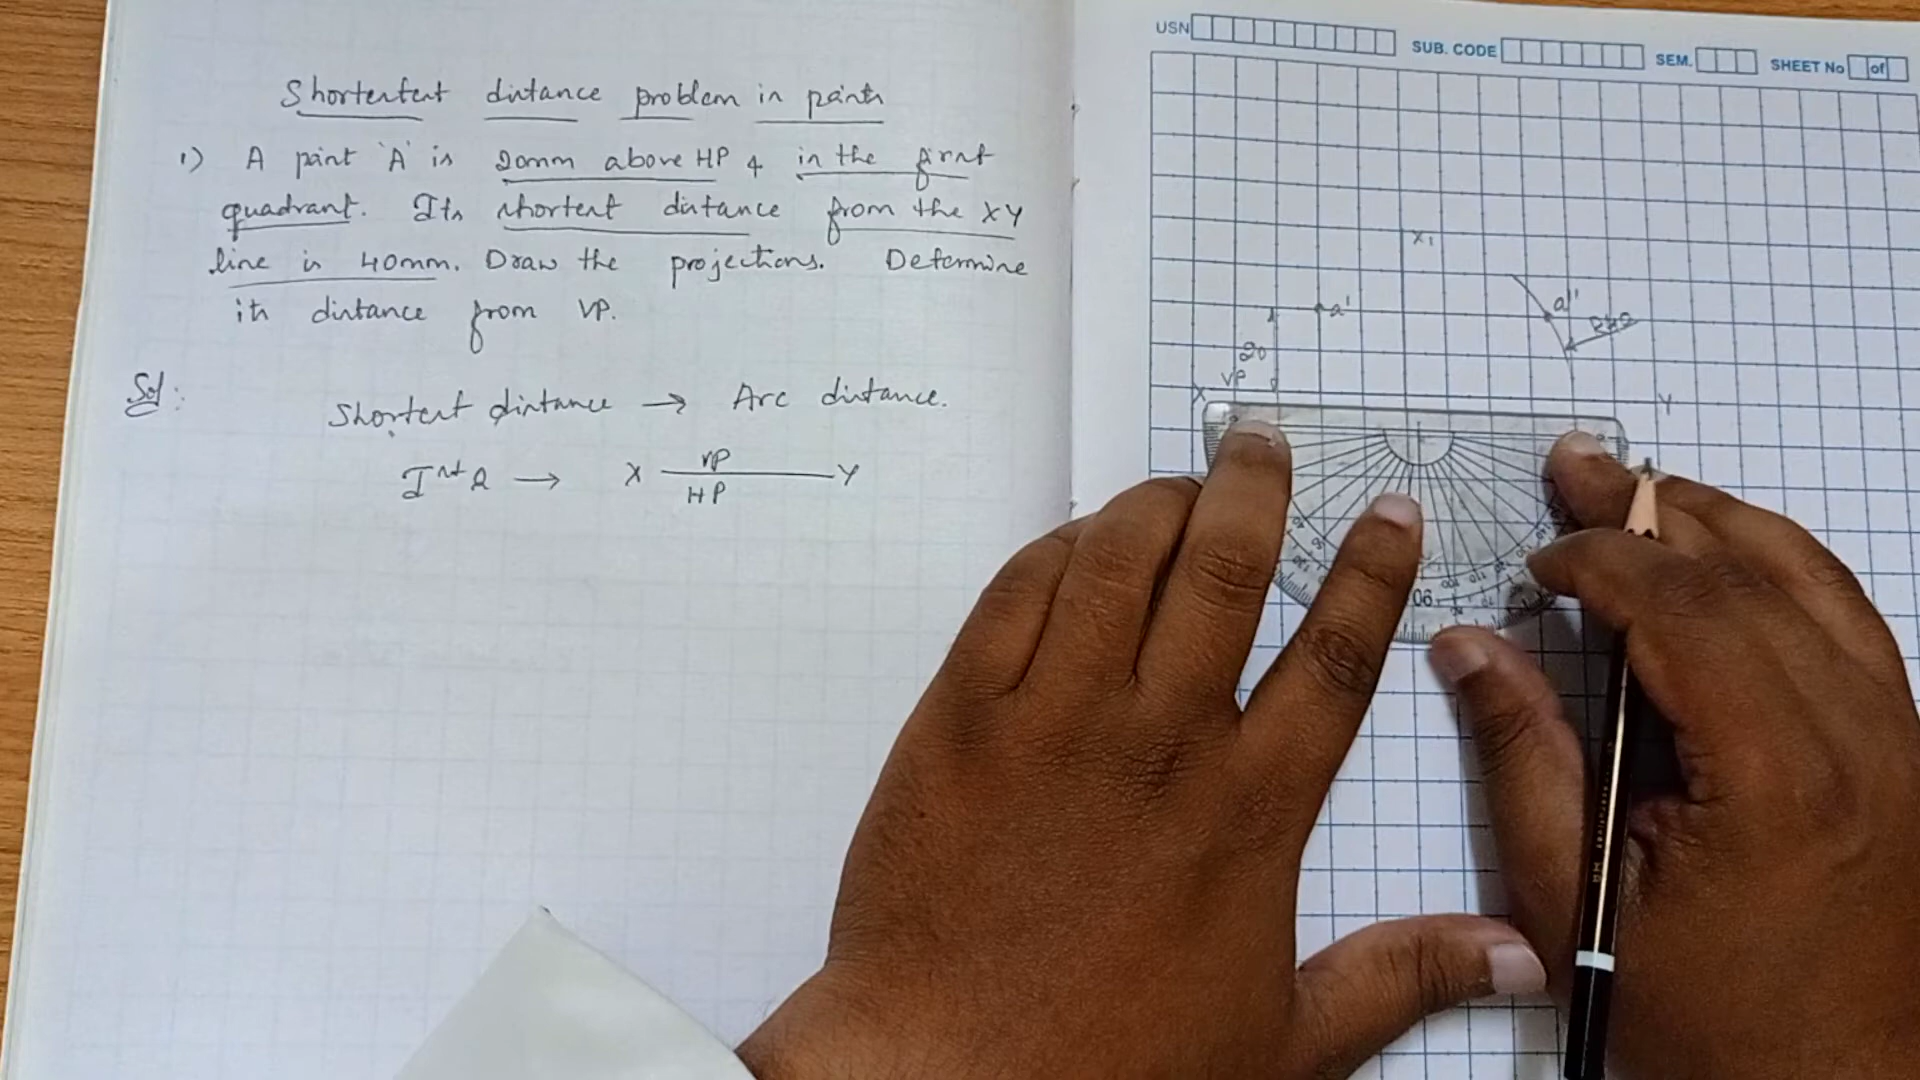 Shortestest distance problem in points
1) A point 'A' is 20mm above HP & in the first
quadrant. Its shortest distance from the XY
line is 40mm. Draw the projections. Determine
its distance from VP.
Sol:
Shortest distance → Arc distance.
Ist Q →
VP
X Y
HP
USN
SUB. CODE
SEM.
SHEET No of
X1
a'
a''
R40
20
VP
X
Y
90